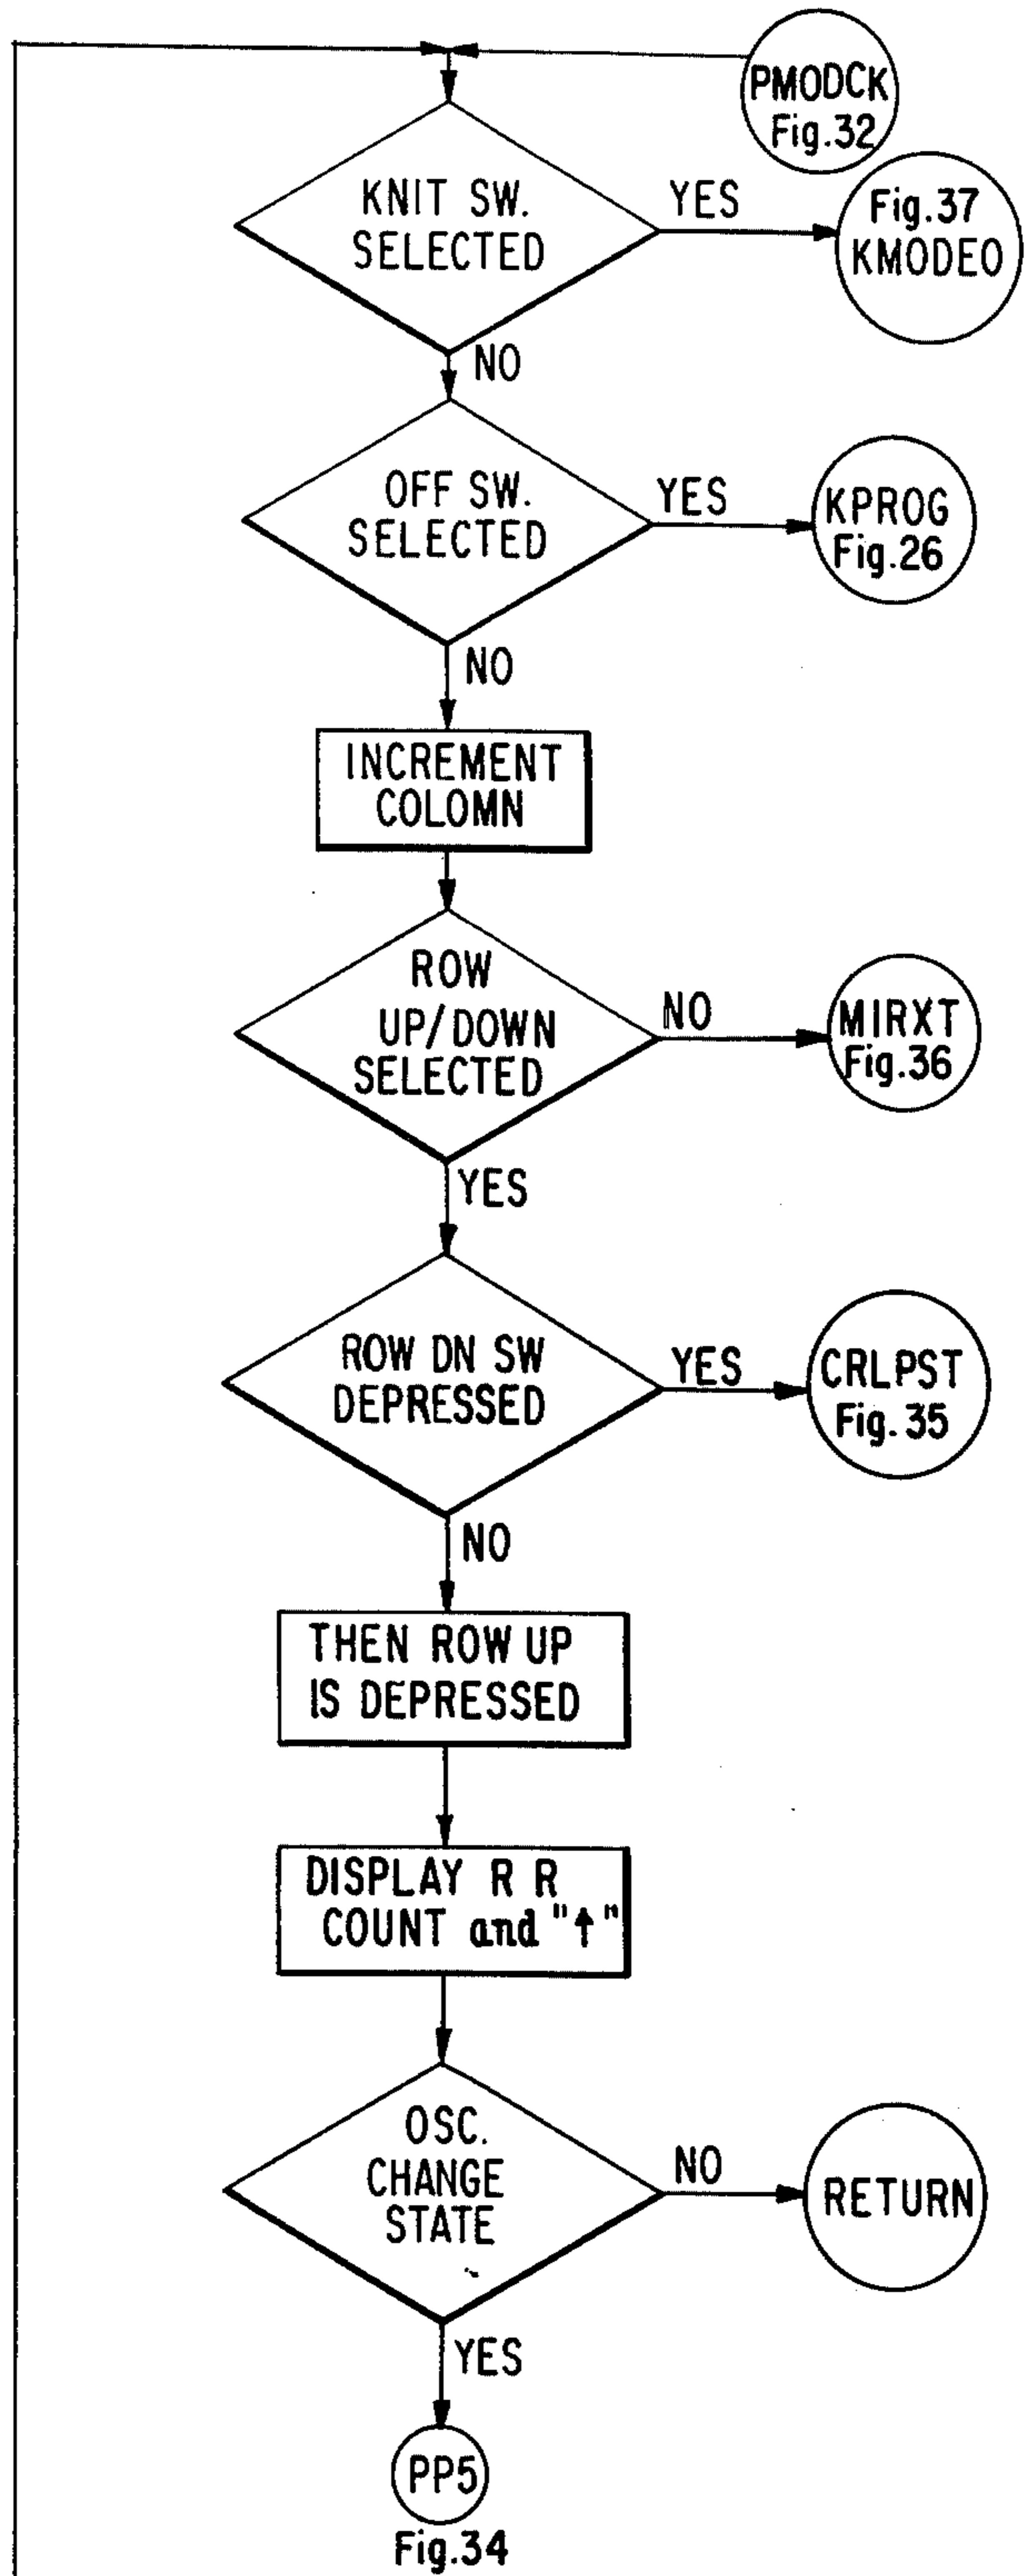 PMODCK
Fig.32
KNIT SW.
SELECTED
YES
Fig.37
KMODEO
NO
OFF SW.
SELECTED
YES
KPROG
Fig.26
NO
INCREMENT
COLOMN
ROW
UP/DOWN
SELECTED
NO
MIRXT
Fig.36
YES
ROW DN SW
DEPRESSED
YES
CRLPST
Fig.35
NO
THEN ROW UP
IS DEPRESSED
DISPLAY R R
COUNT and "↑"
OSC.
CHANGE
STATE
NO
RETURN
YES
PP5
Fig.34